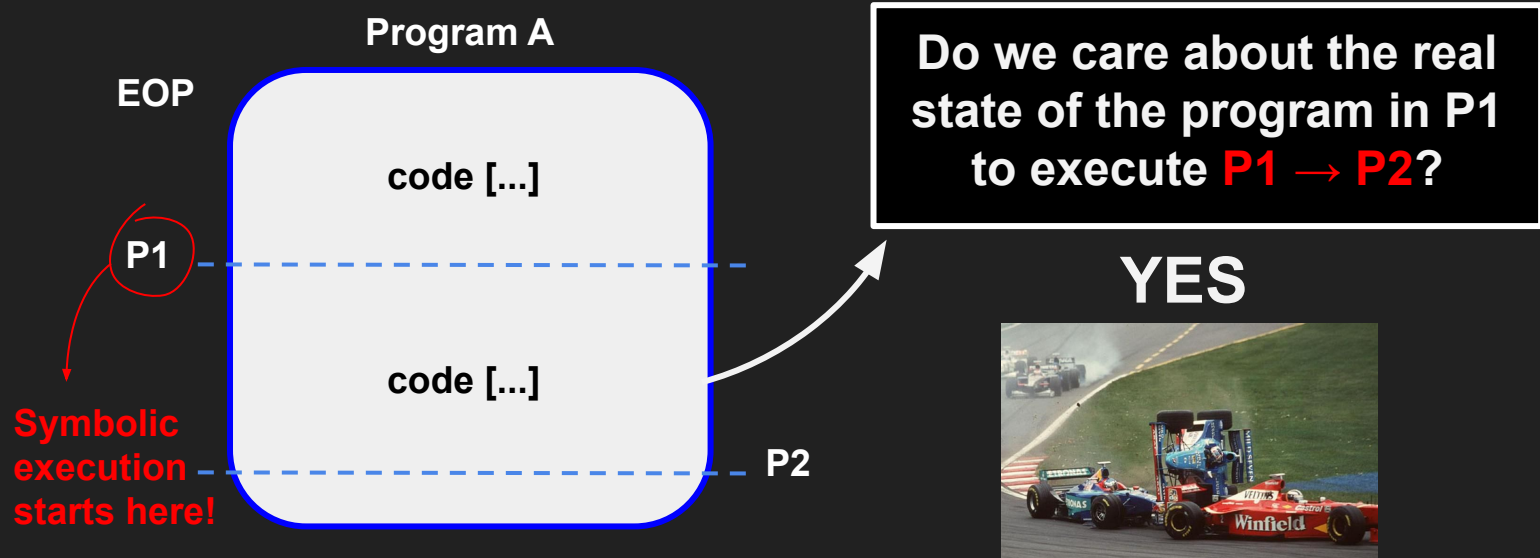 Program A
EOP
code [...]
P1
code [...]
Symbolic
execution
starts here!
P2
Do we care about the real
state of the program in P1
to execute P1 → P2?
YES
PETRONAS
Winfield